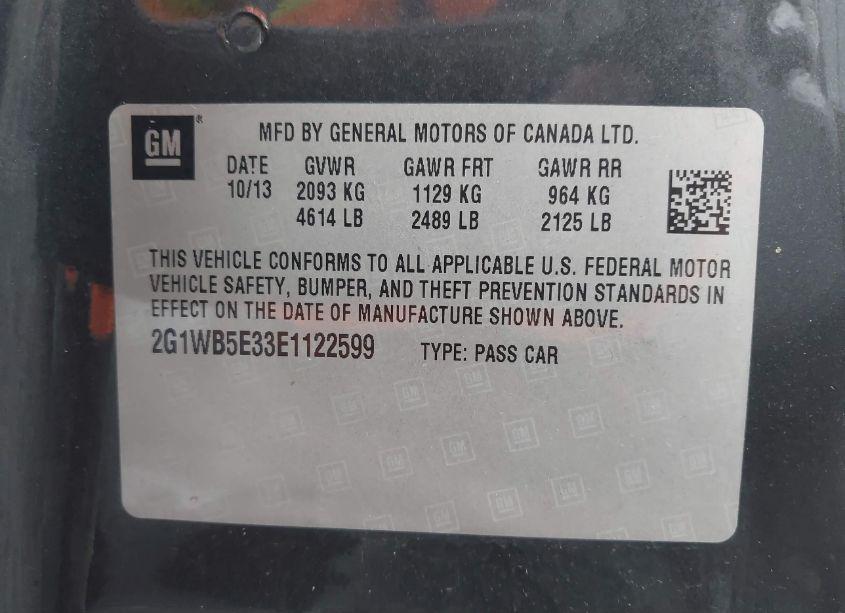 GM®
MFD BY GENERAL MOTORS OF CANADA LTD.
DATE GVWR GAWR FRT GAWR RR
10/13 2093 KG 1129 KG 964 KG
4614 LB 2489 LB 2125 LB
THIS VEHICLE CONFORMS TO ALL APPLICABLE U.S. FEDERAL MOTOR
VEHICLE SAFETY, BUMPER, AND THEFT PREVENTION STANDARDS IN
EFFECT ON THE DATE OF MANUFACTURE SHOWN ABOVE.
2G1WB5E33E1122599 TYPE: PASS CAR